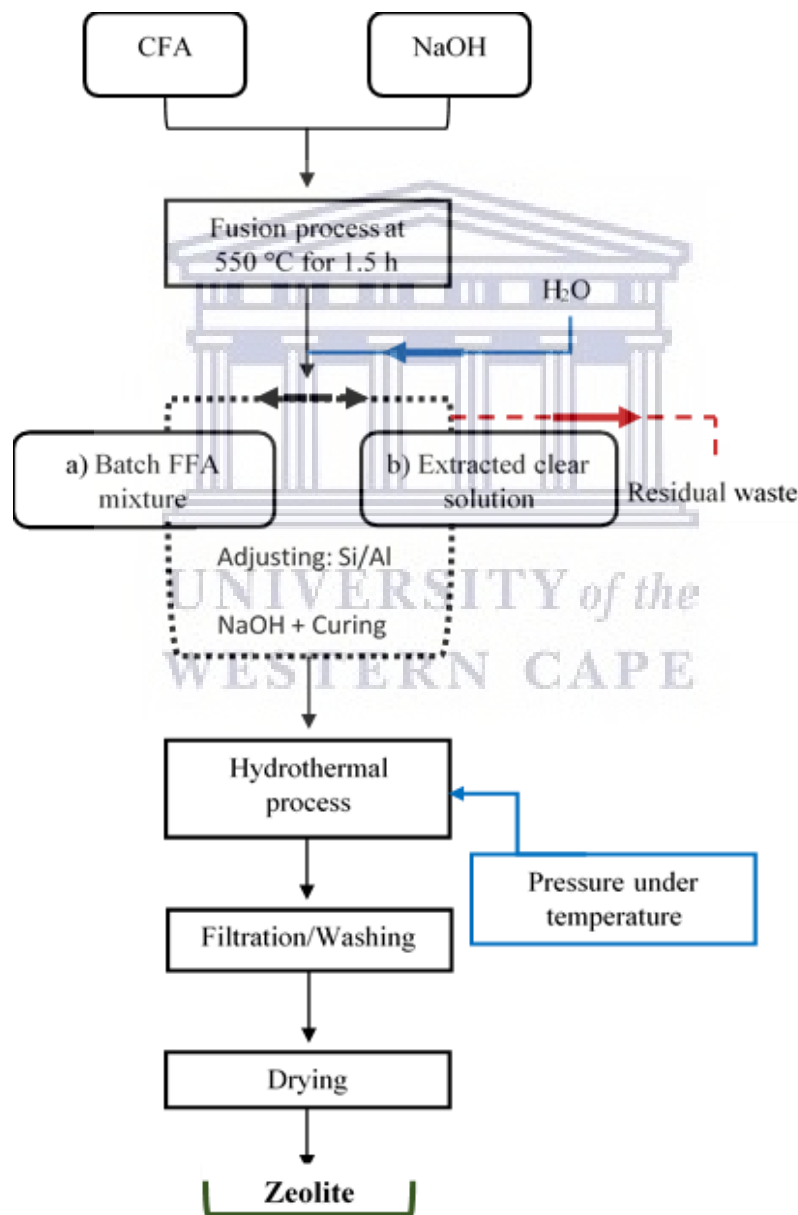 CFA
NaOH
Fusion process at
550 °C for 1.5 h
H₂O
a) Batch FFA
mixture
b) Extracted clear
solution
Residual waste
Adjusting: Si/Al
UNIVERSITY of the
NaOH + Curing
WESTERN CAPE
Hydrothermal
process
Pressure under
temperature
Filtration/Washing
Drying
Zeolite